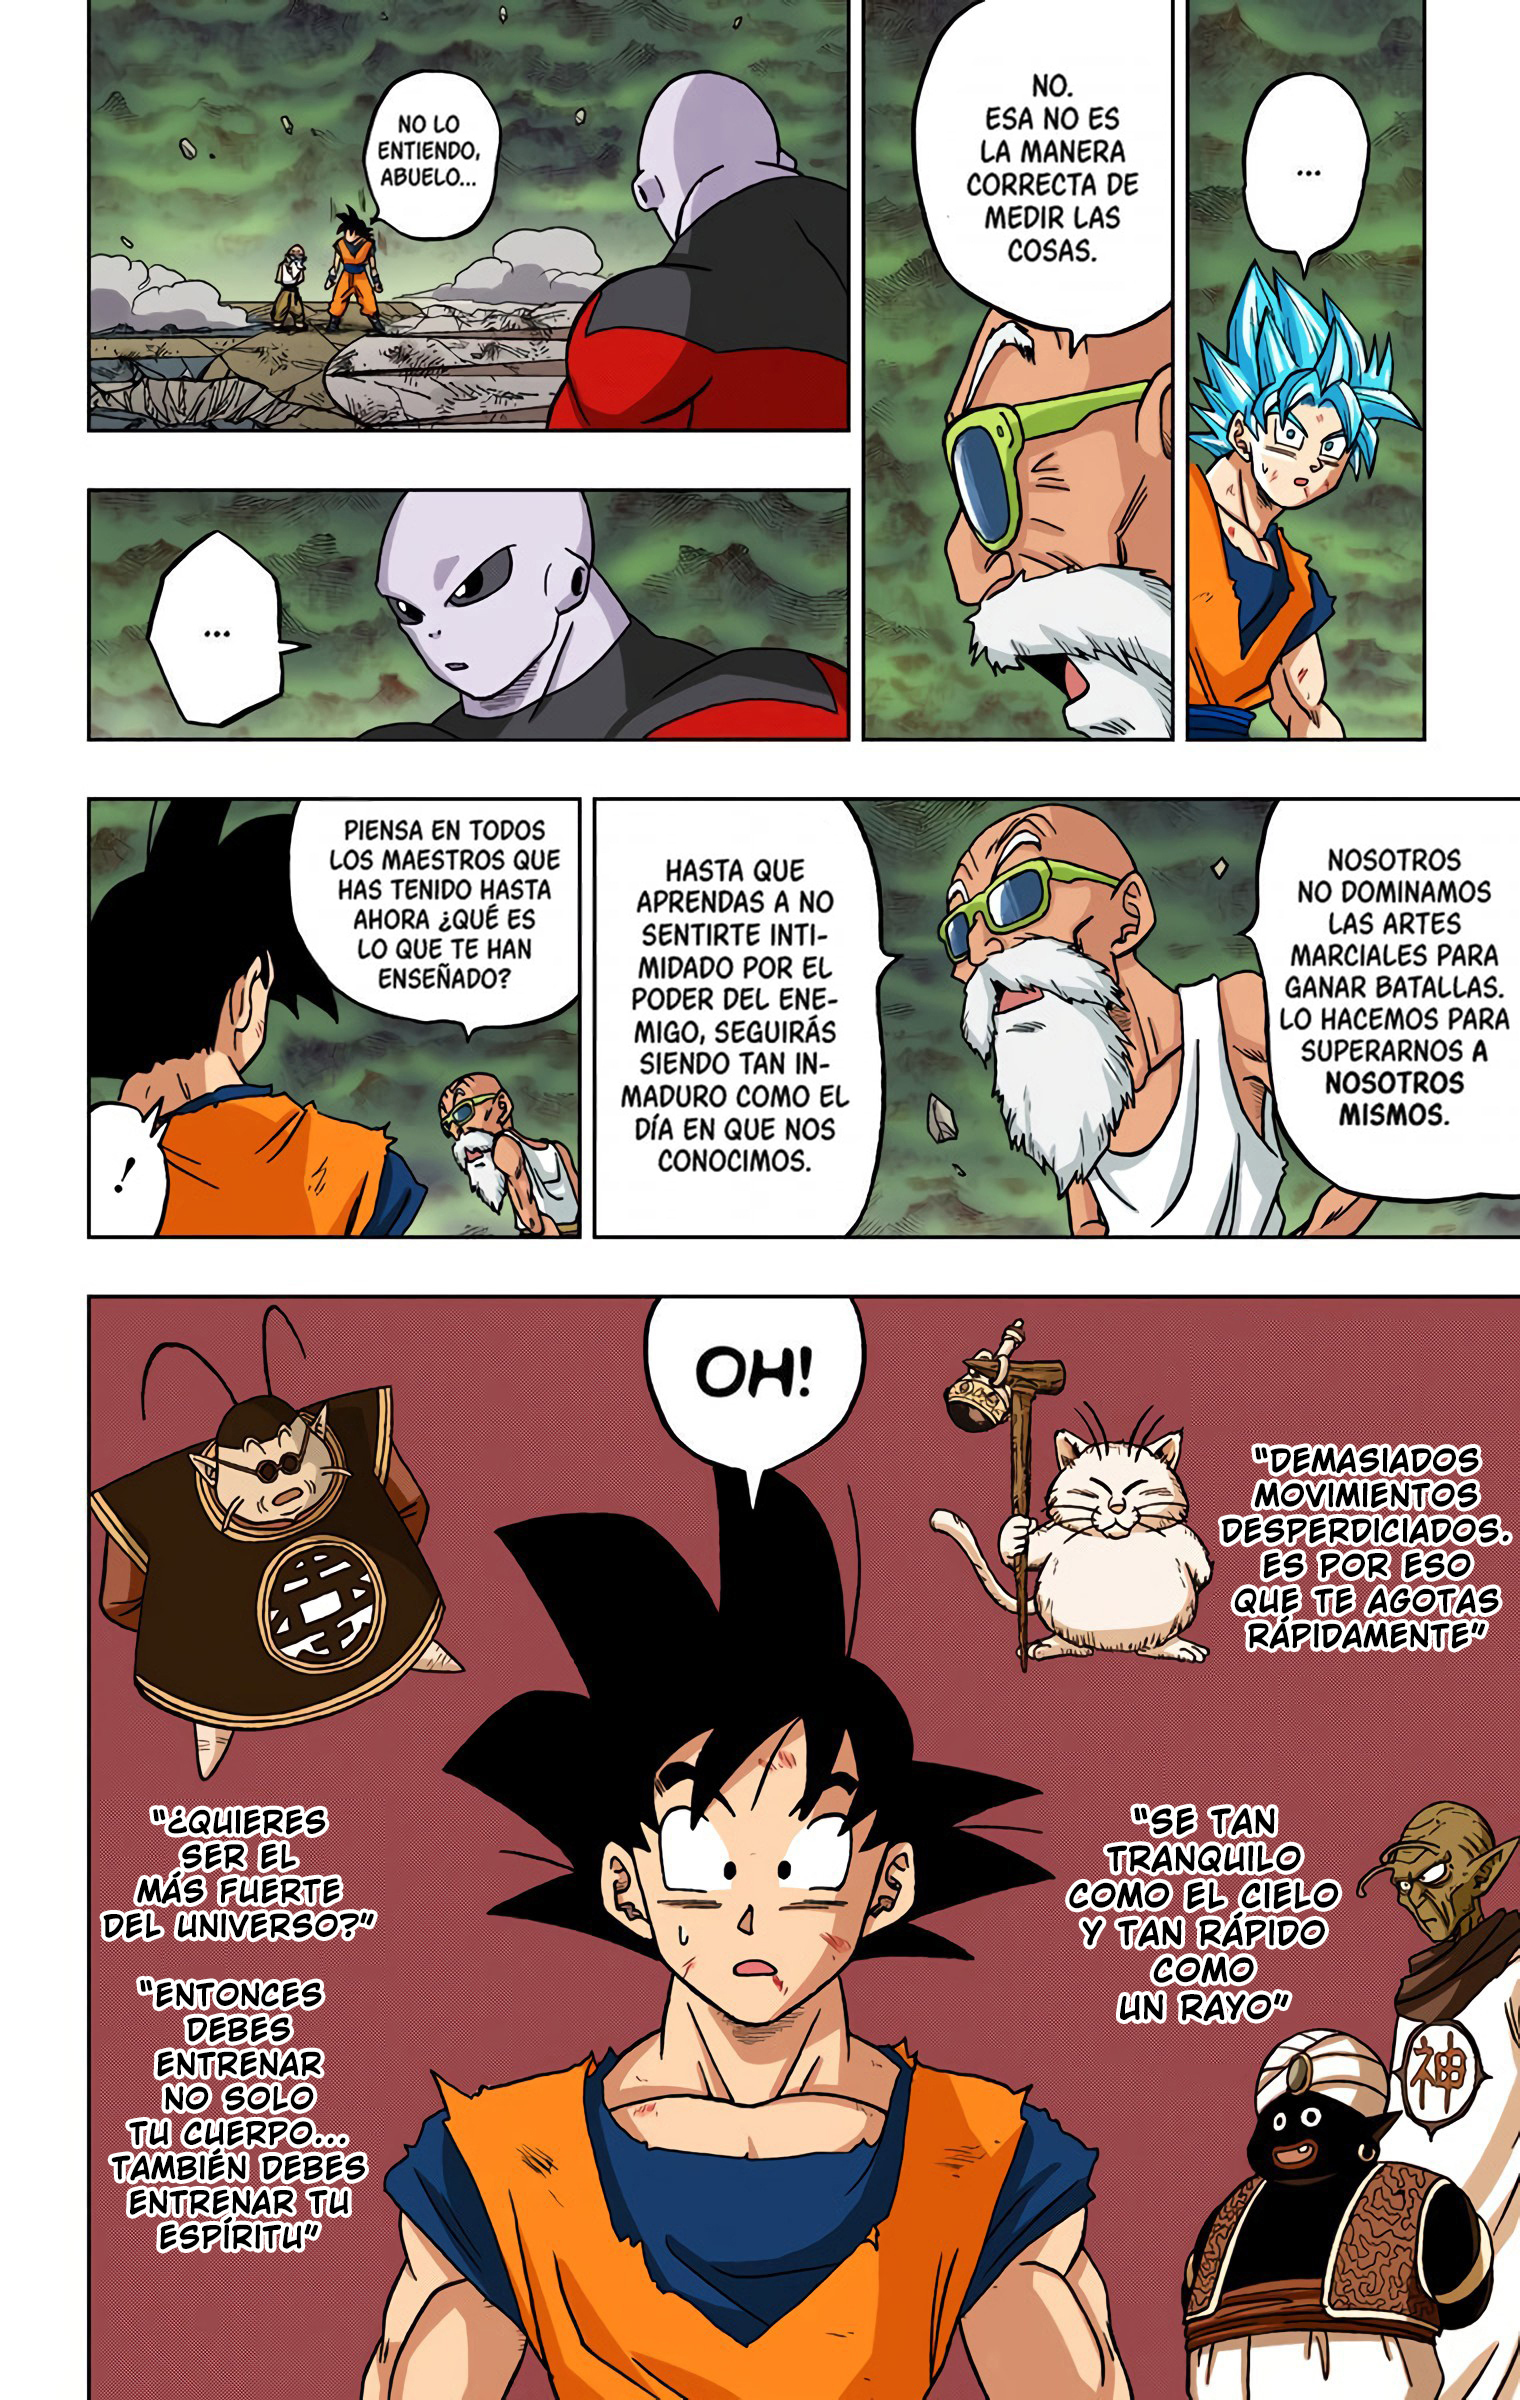 ...
NO.
ESA NO ES
LA MANERA
CORRECTA DE
MEDIR LAS
COSAS.
NO LO
ENTIENDO,
ABUELO...
...
NOSOTROS
NO DOMINAMOS
LAS ARTES
MARCIALES PARA
GANAR BATALLAS.
LO HACEMOS PARA
SUPERARNOS A
NOSOTROS
MISMOS.
HASTA QUE
APRENDAS A NO
SENTIRTE INTI-
MIDADO POR EL
PODER DEL ENE-
MIGO, SEGUIRÁS
SIENDO TAN IN-
MADURO COMO EL
DÍA EN QUE NOS
CONOCIMOS.
PIENSA EN TODOS
LOS MAESTROS QUE
HAS TENIDO HASTA
AHORA ¿QUÉ ES
LO QUE TE HAN
ENSEÑADO?
!
OH!
"DEMASIADOS
MOVIMIENTOS
DESPERDICIADOS.
ES POR ESO
QUE TE AGOTAS
RÁPIDAMENTE"
"SE TAN
TRANQUILO
COMO EL CIELO
Y TAN RÁPIDO
COMO
UN RAYO"
神
"¿QUIERES
SER EL
MÁS FUERTE
DEL UNIVERSO?"
"ENTONCES
DEBES
ENTRENAR
NO SOLO
TU CUERPO...
TAMBIÉN DEBES
ENTRENAR TU
ESPÍRITU"